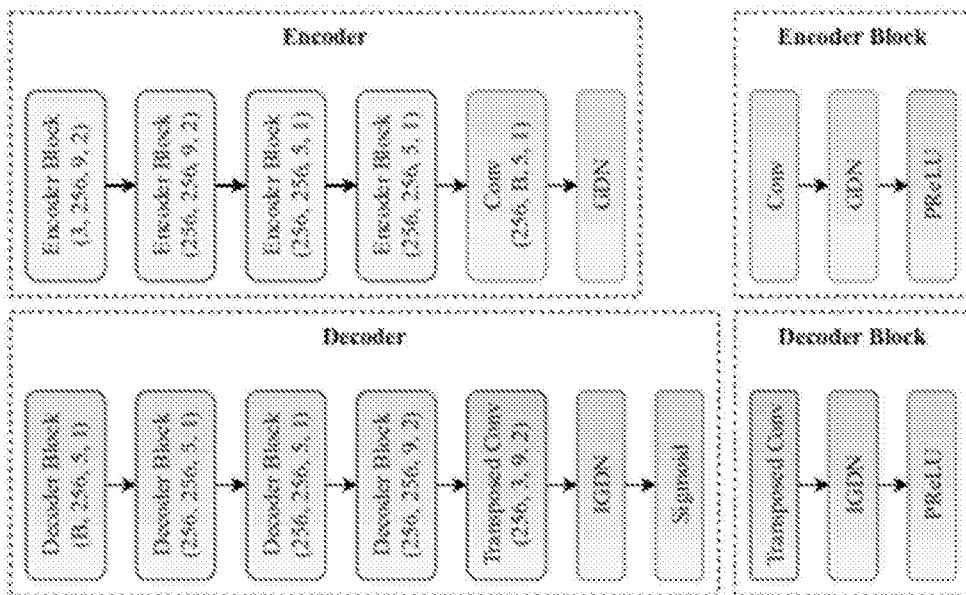 Encoder
Encoder Block
(3, 256, 9, 2)
Encoder Block
(256, 256, 9, 2)
Encoder Block
(256, 256, 5, 1)
Encoder Block
(256, 256, 5, 1)
Conv
(256, B, 5, 1)
GDN
Encoder Block
Conv
GDN
PReLU
Decoder
Decoder Block
(B, 256, 5, 1)
Decoder Block
(256, 256, 5, 1)
Decoder Block
(256, 256, 5, 1)
Decoder Block
(256, 256, 9, 2)
Transposd Conv
(256, 3, 9, 2)
IGDN
Sigmoid
Decoder Block
Transposd Conv
IGDN
PReLU